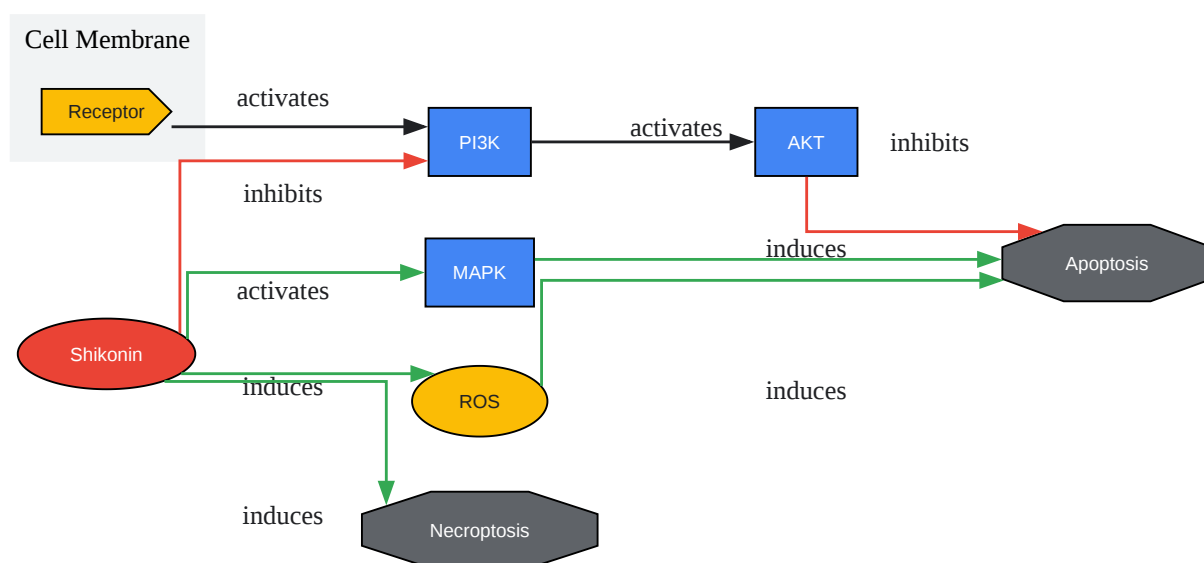 Cell Membrane
Receptor
activates
PI3K
activates
AKT
inhibits
inhibits
MAPK
induces
Apoptosis
activates
Shikonin
induces
ROS
induces
induces
Necroptosis